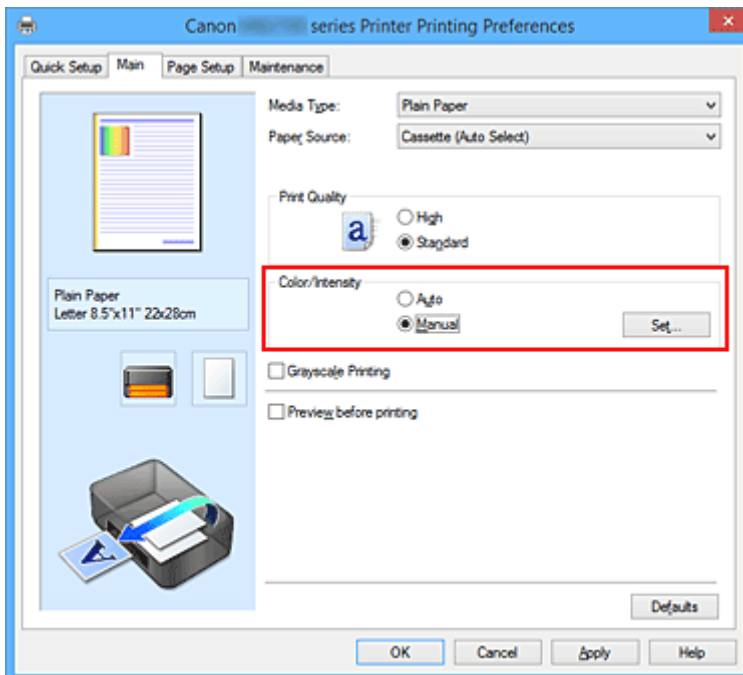 Canon series Printer Printing Preferences
Quick Setup Main Page Setup Maintenance
Media Type: Plain Paper
Paper Source: Cassette (Auto Select)
Print Quality
a
High
Standard
Color/Intensity
Auto
Manual Set...
Plain Paper
Letter 8.5"x11" 22x28cm
Grayscale Printing
Preview before printing
A
Defaults
OK Cancel Apply Help